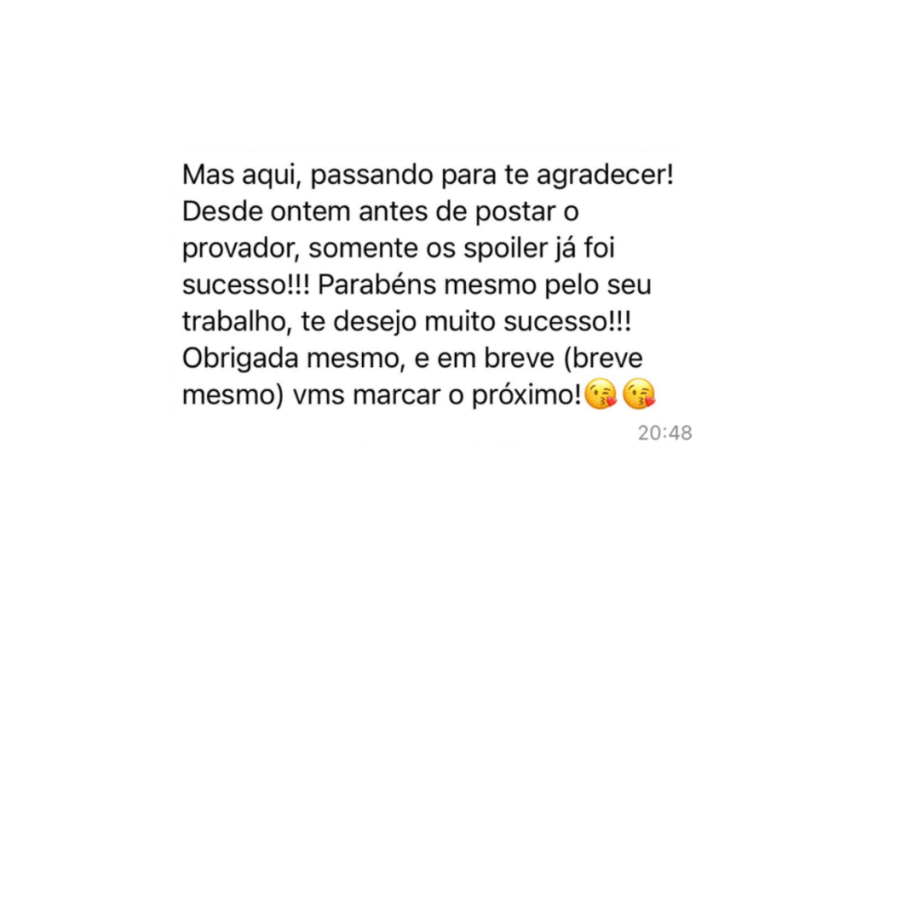 Mas aqui, passando para te agradecer!
Desde ontem antes de postar o
provador, somente os spoiler já foi
sucesso!!! Parabéns mesmo pelo seu
trabalho, te desejo muito sucesso!!!
Obrigada mesmo, e em breve (breve
mesmo) vms marcar o próximo!😘😘
20:48